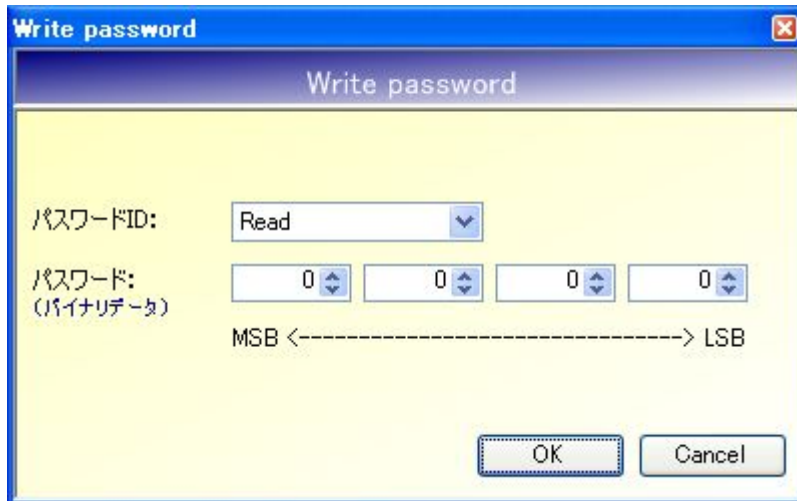 Write password
Write password
パスワードID:
Read
パスワード:
0 0 0 0
(バイナリデータ)
MSB <--------------------------------> LSB
OK Cancel